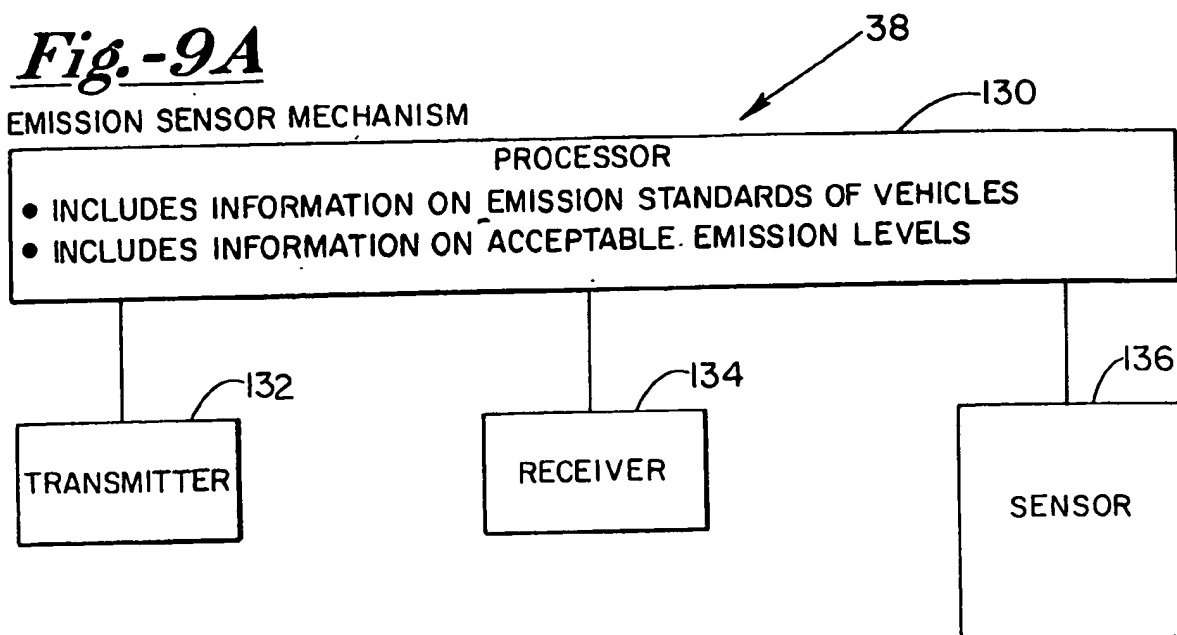 Fig.-9A
38
EMISSION SENSOR MECHANISM
130
PROCESSOR
• INCLUDES INFORMATION ON EMISSION STANDARDS OF VEHICLES
• INCLUDES INFORMATION ON ACCEPTABLE EMISSION LEVELS
132
134
136
TRANSMITTER
RECEIVER
SENSOR